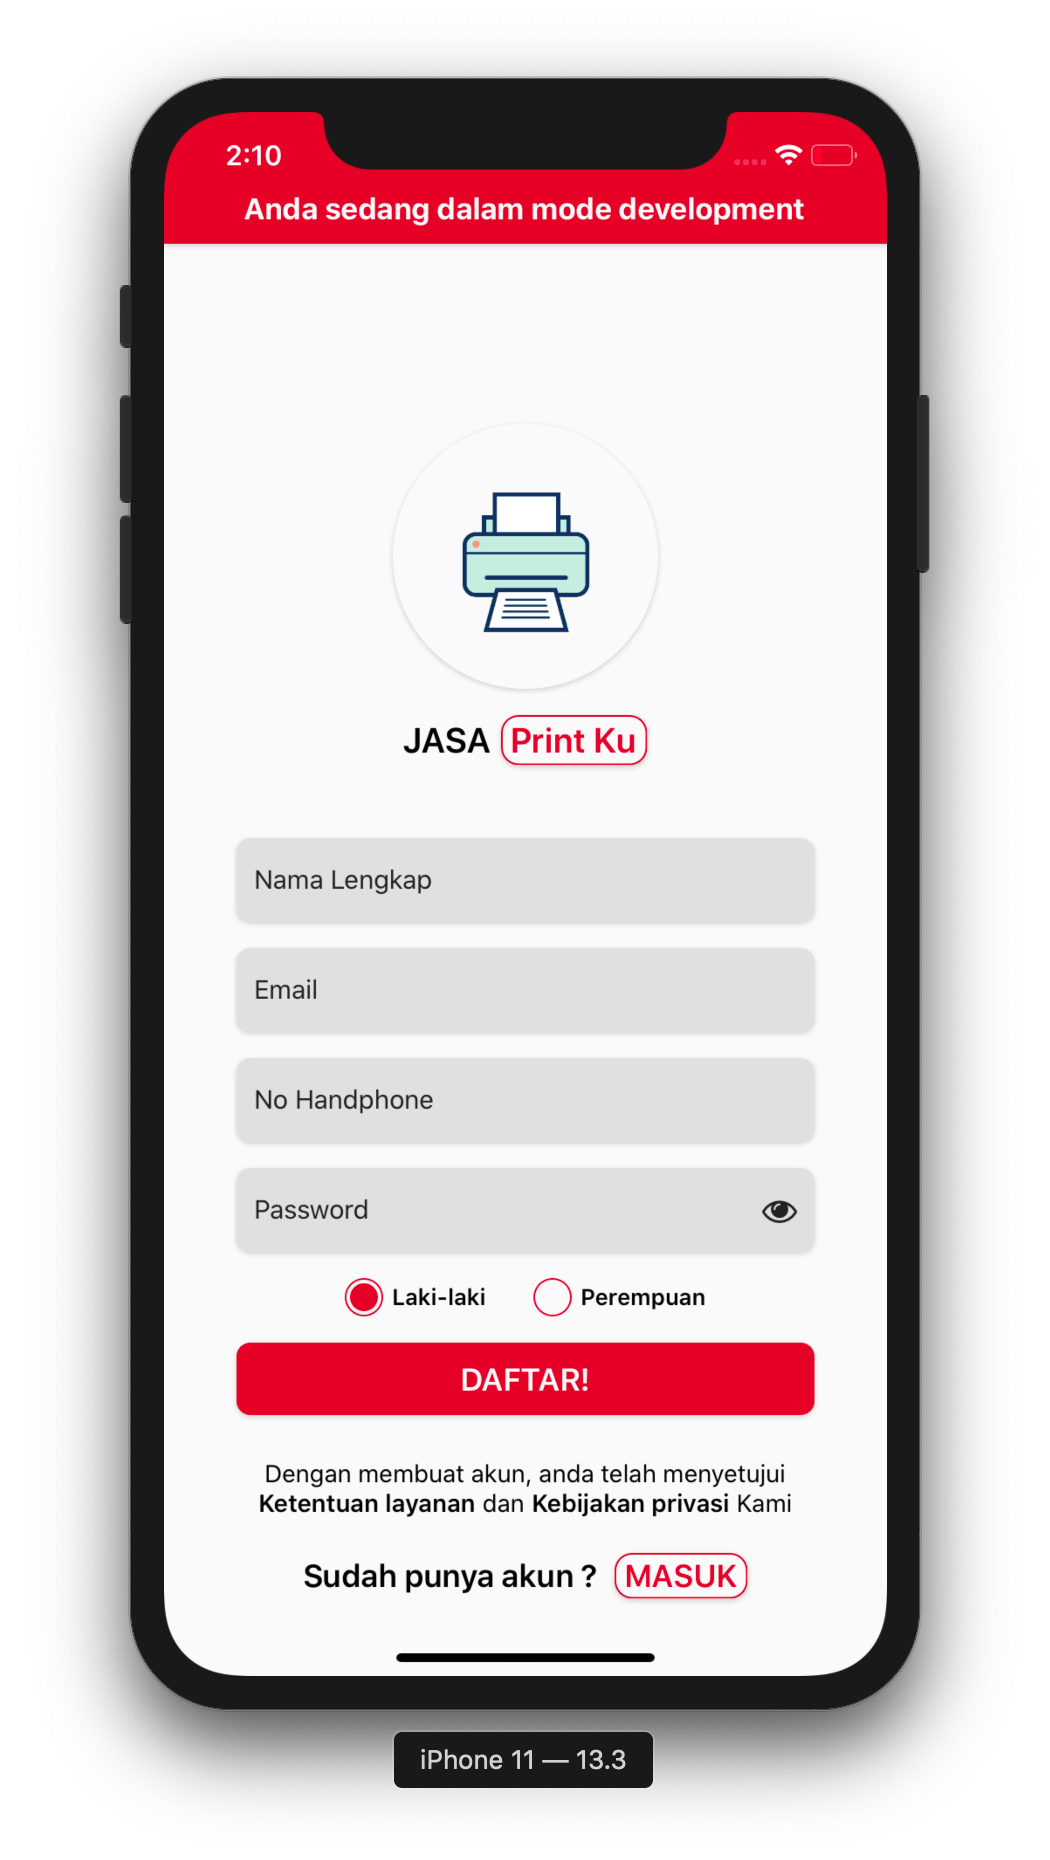 2:10
Anda sedang dalam mode development
JASA Print Ku
Nama Lengkap
Email
No Handphone
Password
Laki-laki Perempuan
DAFTAR!
Dengan membuat akun, anda telah menyetujui
Ketentuan layanan dan Kebijakan privasi Kami
Sudah punya akun ? MASUK
iPhone 11 — 13.3